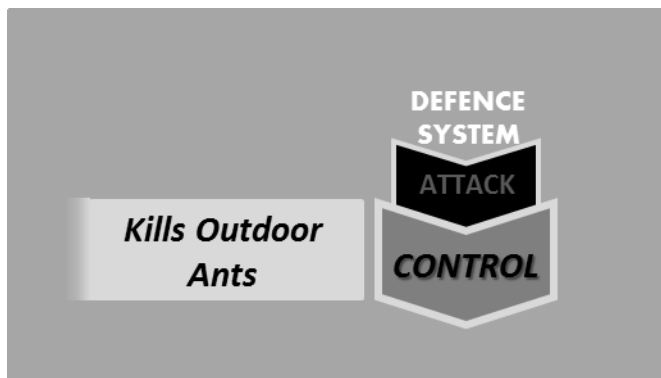 DEFENCE
SYSTEM
ATTACK
Kills Outdoor
Ants
CONTROL